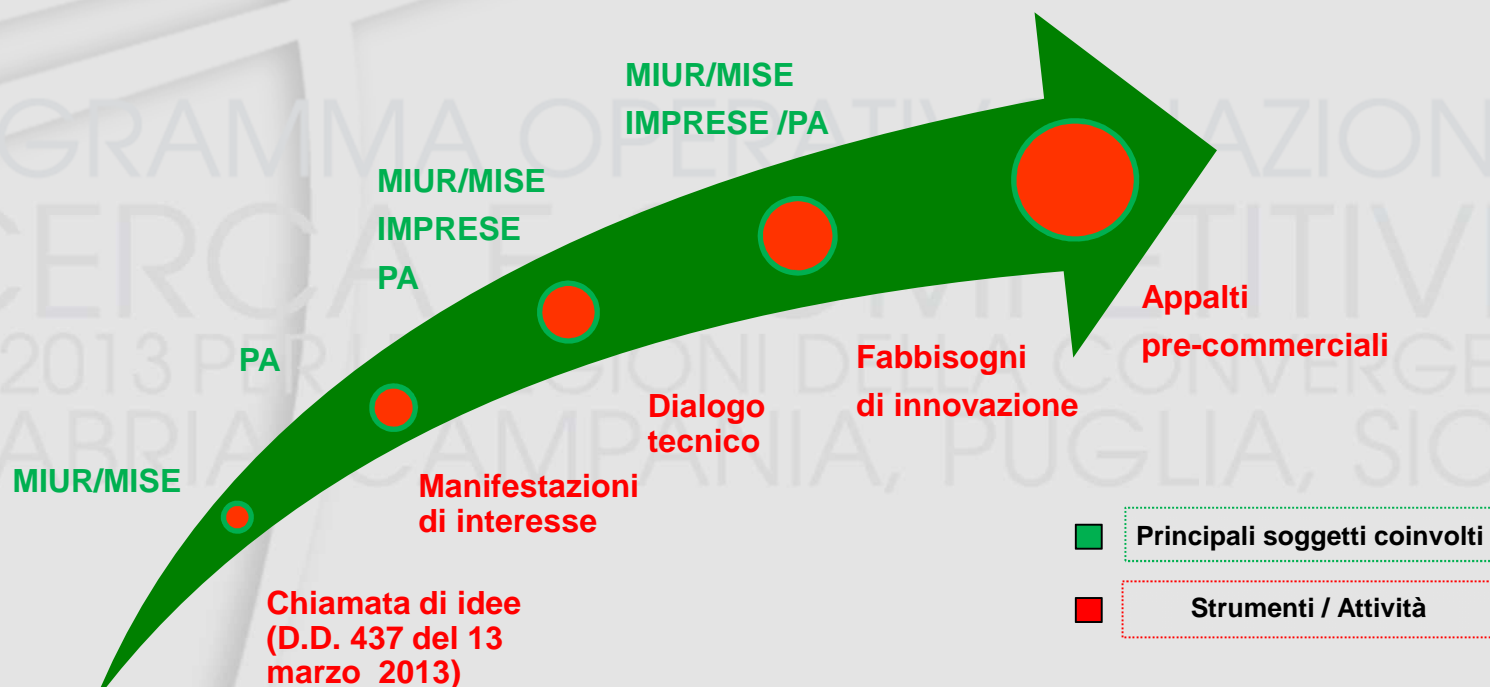 MIUR/MISE
IMPRESE /PA
MIUR/MISE
IMPRESE
PA
PA
MIUR/MISE
Appalti
pre-commerciali
Fabbisogni
di innovazione
Dialogo
tecnico
Manifestazioni
di interesse
Chiamata di idee
(D.D. 437 del 13
marzo 2013)
Principali soggetti coinvolti
Strumenti / Attività